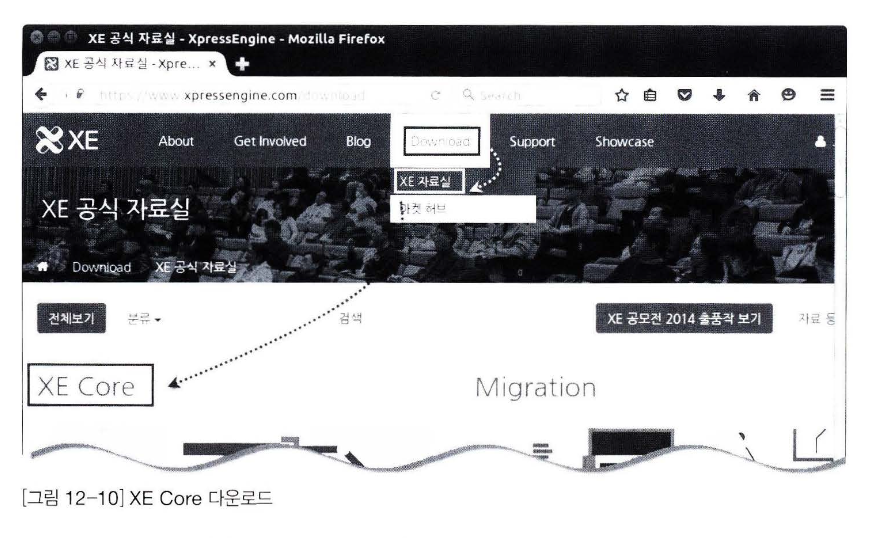 XE 공식 자료실 - XpressEngine - Mozilla Firefox
XE 공식 자료실 - Xpre... ×
https://www.xpressengine.com/download
Search
XE
About
Get Involved
Blog
Download
Support
Showcase
XE 자료실
마켓 허브
XE 공식 자료실
Download
XE 공식 자료실
전체보기
분류
검색
XE 공모전 2014 출품작 보기
자료 등
XE Core
Migration
[그림 12-10] XE Core 다운로드